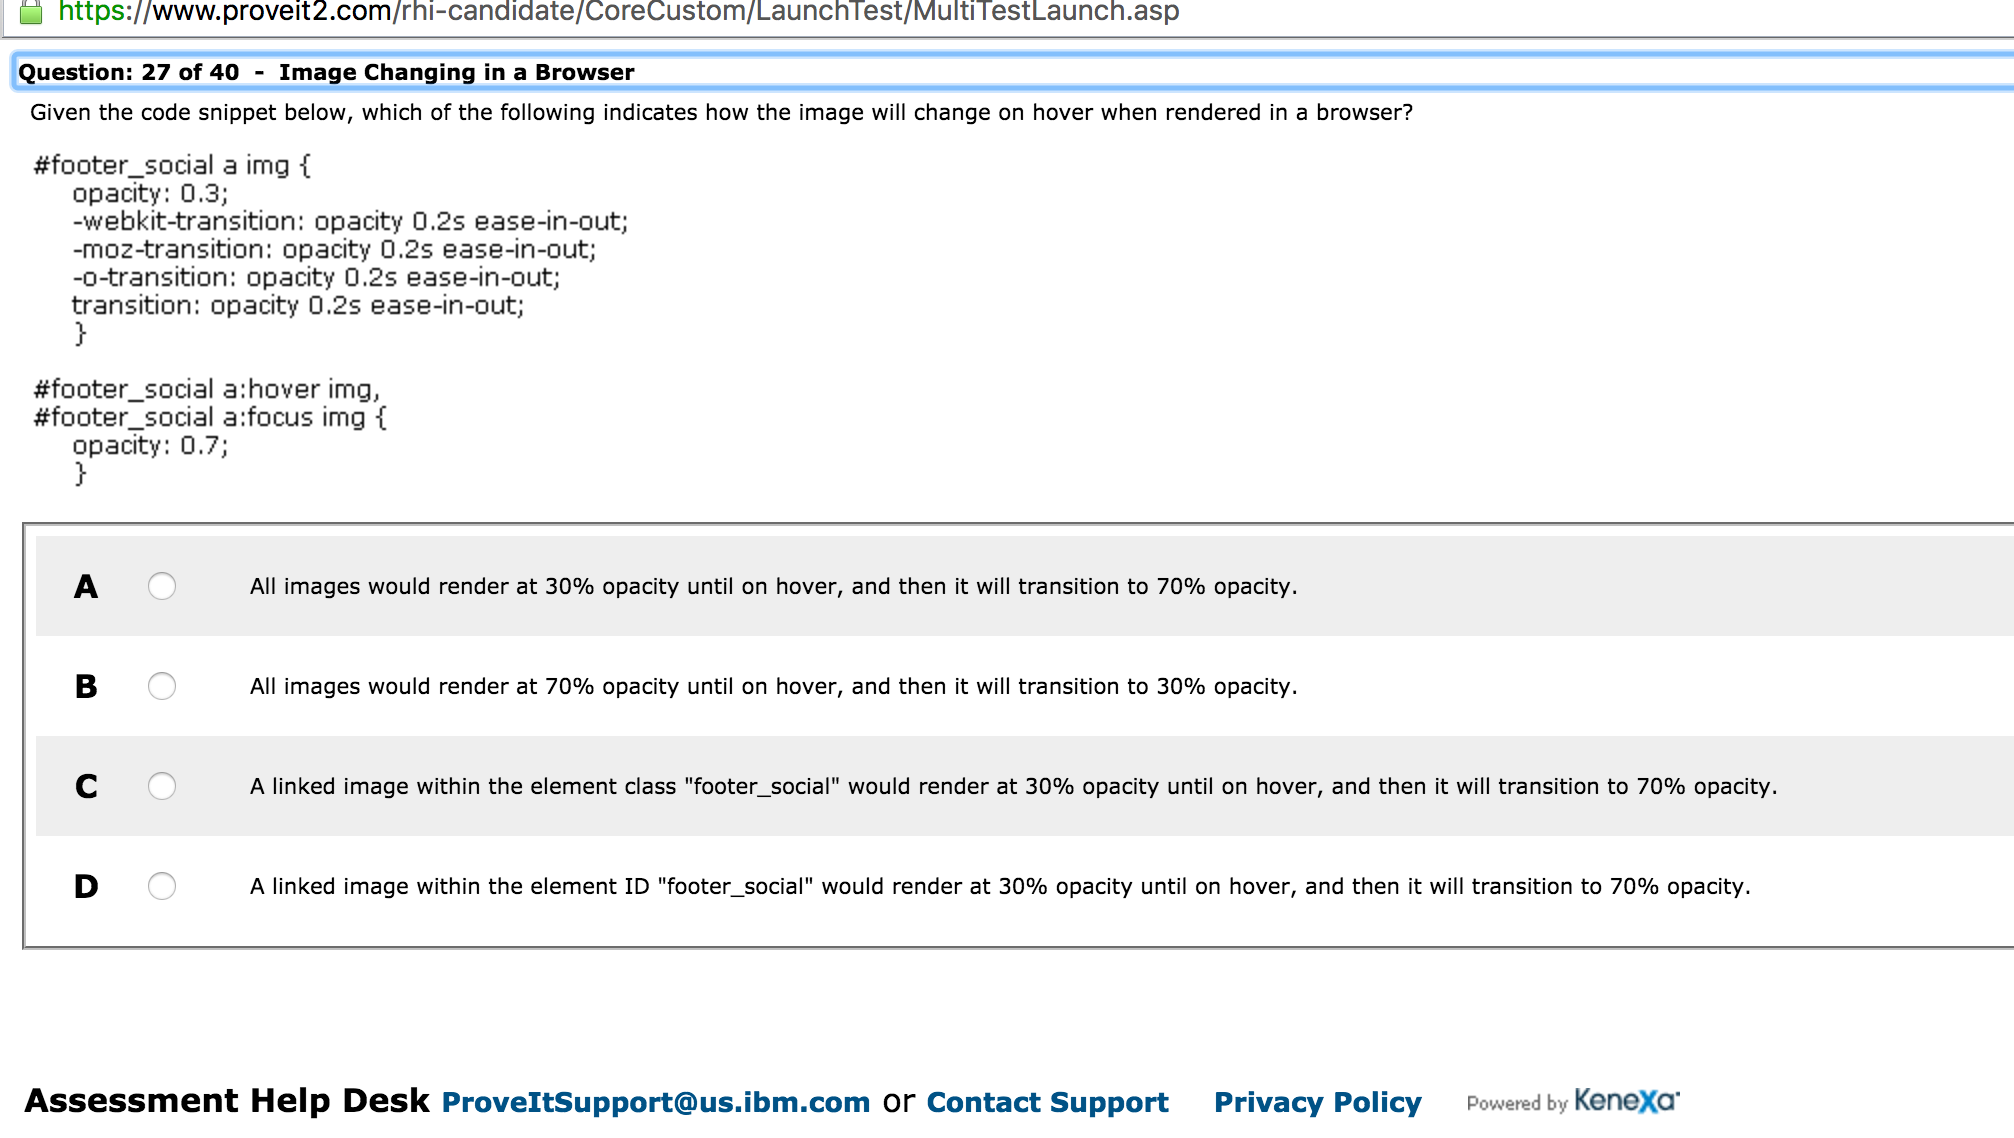 https://www.proveit2.com/rhi-candidate/CoreCustom/LaunchTest/MultiTestLaunch.asp
Question: 27 of 40 - Image Changing in a Browser
Given the code snippet below, which of the following indicates how the image will change on hover when rendered in a browser?
#footer_social a img {
opacity: 0.3;
-webkit-transition: opacity 0.2s ease-in-out;
-moz-transition: opacity 0.2s ease-in-out;
-o-transition: opacity 0.2s ease-in-out;
transition: opacity 0.2s ease-in-out;
}
#footer_social a:hover img,
#footer_social a:focus img {
opacity: 0.7;
}
A All images would render at 30% opacity until on hover, and then it will transition to 70% opacity.
B All images would render at 70% opacity until on hover, and then it will transition to 30% opacity.
C A linked image within the element class "footer_social" would render at 30% opacity until on hover, and then it will transition to 70% opacity.
D A linked image within the element ID "footer_social" would render at 30% opacity until on hover, and then it will transition to 70% opacity.
Assessment Help Desk ProveItSupport@us.ibm.com or Contact Support Privacy Policy Powered by Kenexa